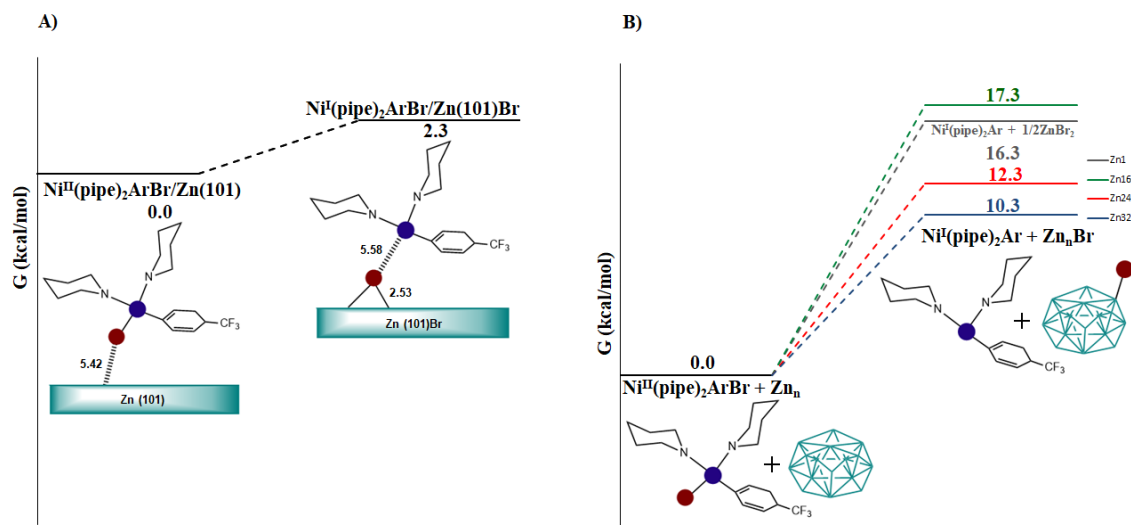 A)
G (kcal/mol)
Ni^I(pipe)₂ArBr/Zn(101)Br
2.3
Ni^II(pipe)₂ArBr/Zn(101)
0.0
N
N
CF₃
5.58
2.53
Zn (101)Br
N
N
CF₃
5.42
Zn (101)
B)
G (kcal/mol)
17.3
Ni^I(pipe)₂Ar + 1/2ZnBr₂
16.3
12.3
10.3
Zn1
Zn16
Zn24
Zn32
Ni^I(pipe)₂Ar + ZnₙBr
N
N
+
CF₃
0.0
Ni^II(pipe)₂ArBr + Znₙ
N
N
+
CF₃